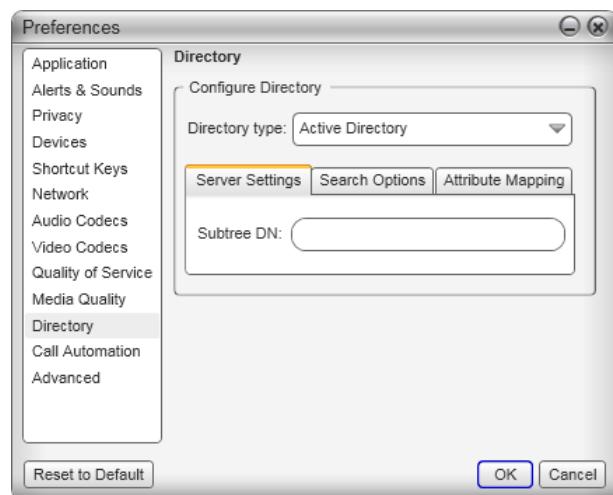 Preferences
Application
Alerts & Sounds
Privacy
Devices
Shortcut Keys
Network
Audio Codecs
Video Codecs
Quality of Service
Media Quality
Directory
Call Automation
Advanced
Directory
Configure Directory
Directory type: Active Directory
Server Settings Search Options Attribute Mapping
Subtree DN:
Reset to Default OK Cancel